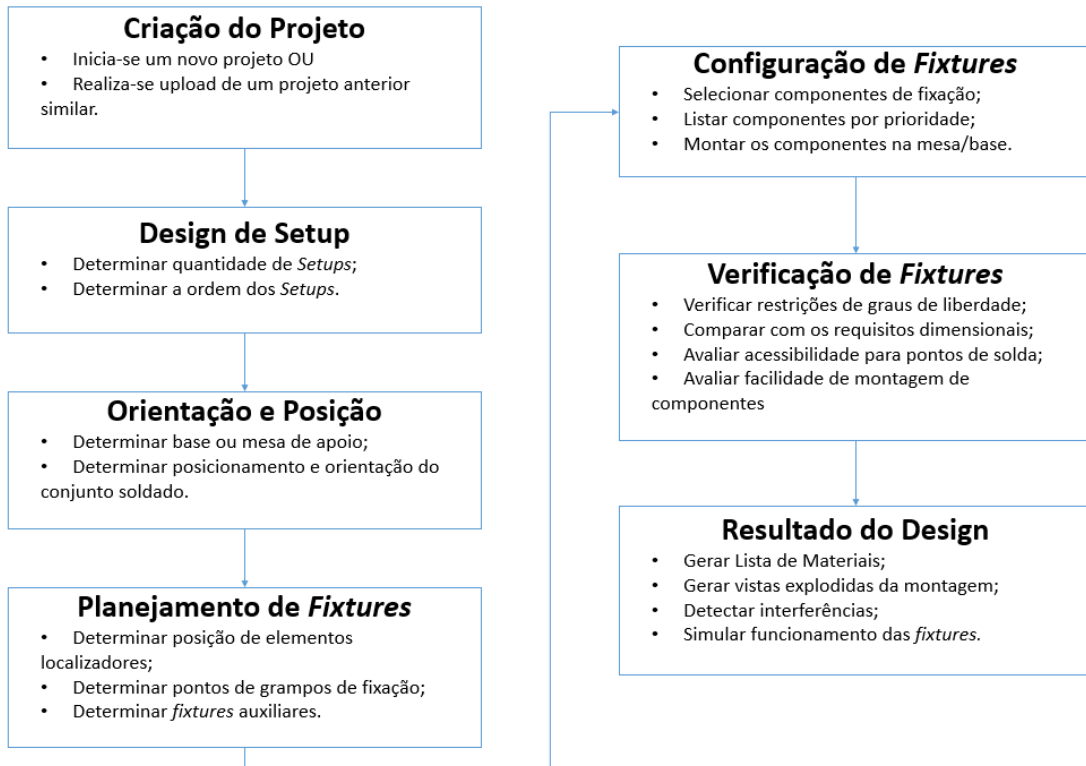 Criação do Projeto
• Inicia-se um novo projeto OU
• Realiza-se upload de um projeto anterior
similar.
Design de Setup
• Determinar quantidade de Setups;
• Determinar a ordem dos Setups.
Orientação e Posição
• Determinar base ou mesa de apoio;
• Determinar posicionamento e orientação do
conjunto soldado.
Planejamento de Fixtures
• Determinar posição de elementos
localizadores;
• Determinar pontos de grampos de fixação;
• Determinar fixtures auxiliares.
Configuração de Fixtures
• Selecionar componentes de fixação;
• Listar componentes por prioridade;
• Montar os componentes na mesa/base.
Verificação de Fixtures
• Verificar restrições de graus de liberdade;
• Comparar com os requisitos dimensionais;
• Avaliar acessibilidade para pontos de solda;
• Avaliar facilidade de montagem de
componentes
Resultado do Design
• Gerar Lista de Materiais;
• Gerar vistas explodidas da montagem;
• Detectar interferências;
• Simular funcionamento das fixtures.